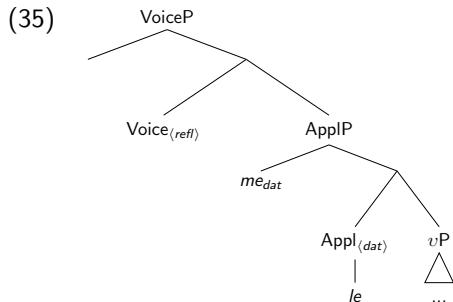 (35)
VoiceP
Voice⟨refl⟩ ApplP
me_dat
Appl⟨dat⟩ vP
le ...